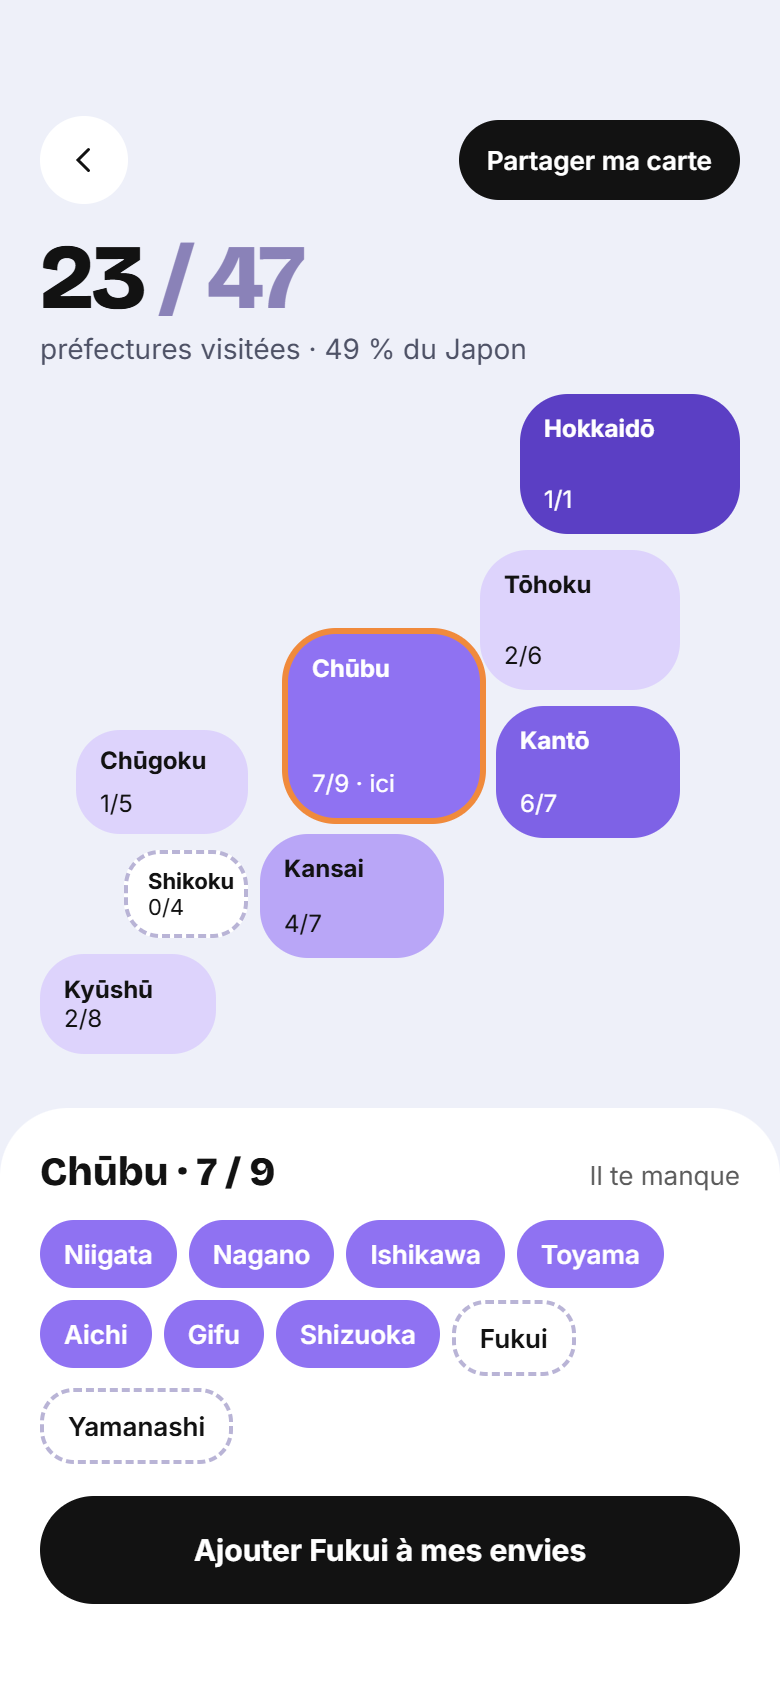 Partager ma carte
23 / 47
préfectures visitées · 49 % du Japon
Hokkaidō
1/1
Tōhoku
2/6
Chūbu
7/9 · ici
Kantō
6/7
Chūgoku
1/5
Shikoku
0/4
Kansai
4/7
Kyūshū
2/8
Chūbu · 7 / 9
Il te manque
Niigata
Nagano
Ishikawa
Toyama
Aichi
Gifu
Shizuoka
Fukui
Yamanashi
Ajouter Fukui à mes envies